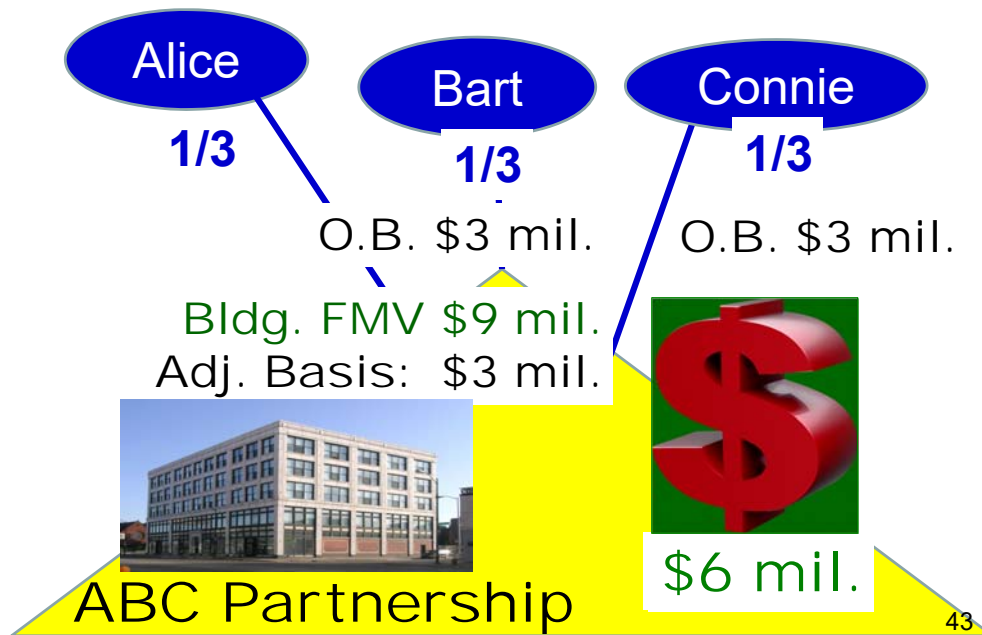 Alice
Bart
Connie
1/3
1/3
1/3
O.B. $3 mil.
O.B. $3 mil.
Bldg. FMV $9 mil.
Adj. Basis: $3 mil.
$
$6 mil.
ABC Partnership
43